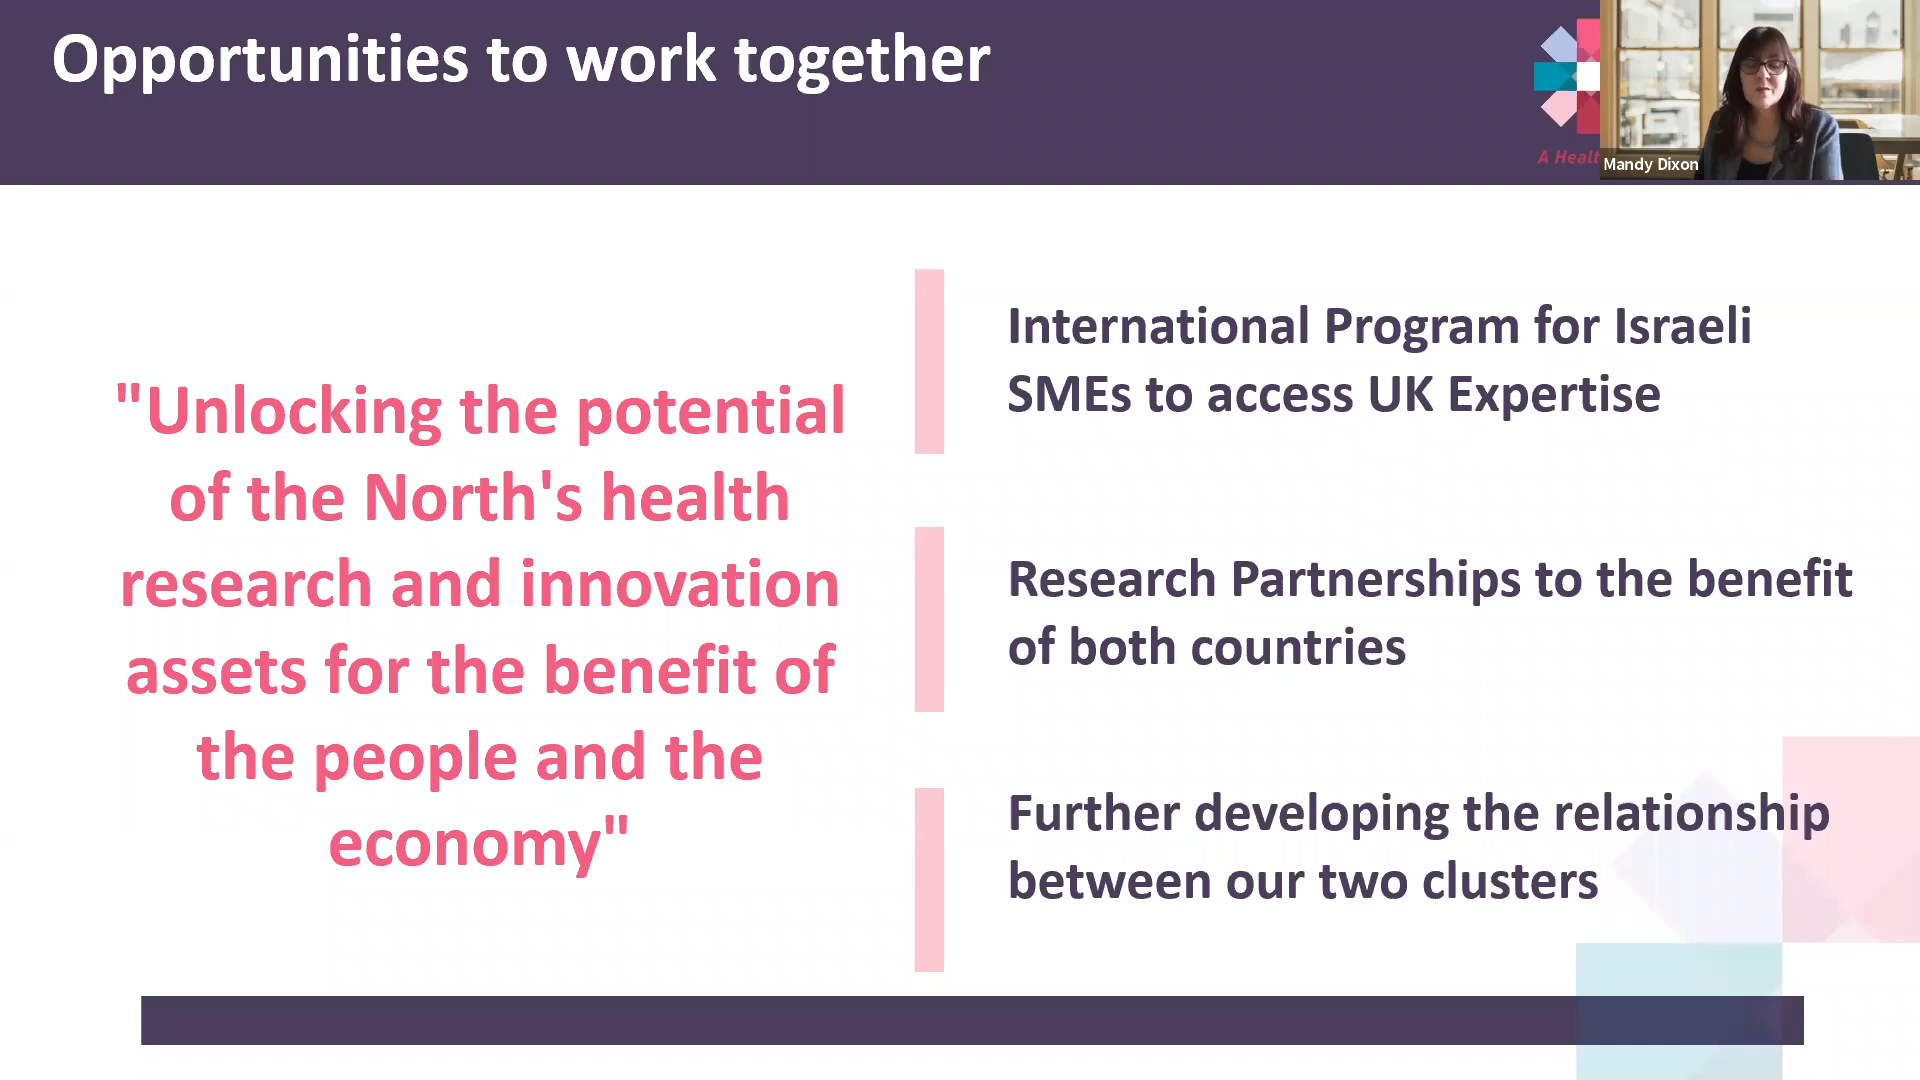 Opportunities to work together
A Healt
Mandy Dixon
"Unlocking the potential
of the North's health
research and innovation
assets for the benefit of
the people and the
economy"
International Program for Israeli
SMEs to access UK Expertise
Research Partnerships to the benefit
of both countries
Further developing the relationship
between our two clusters